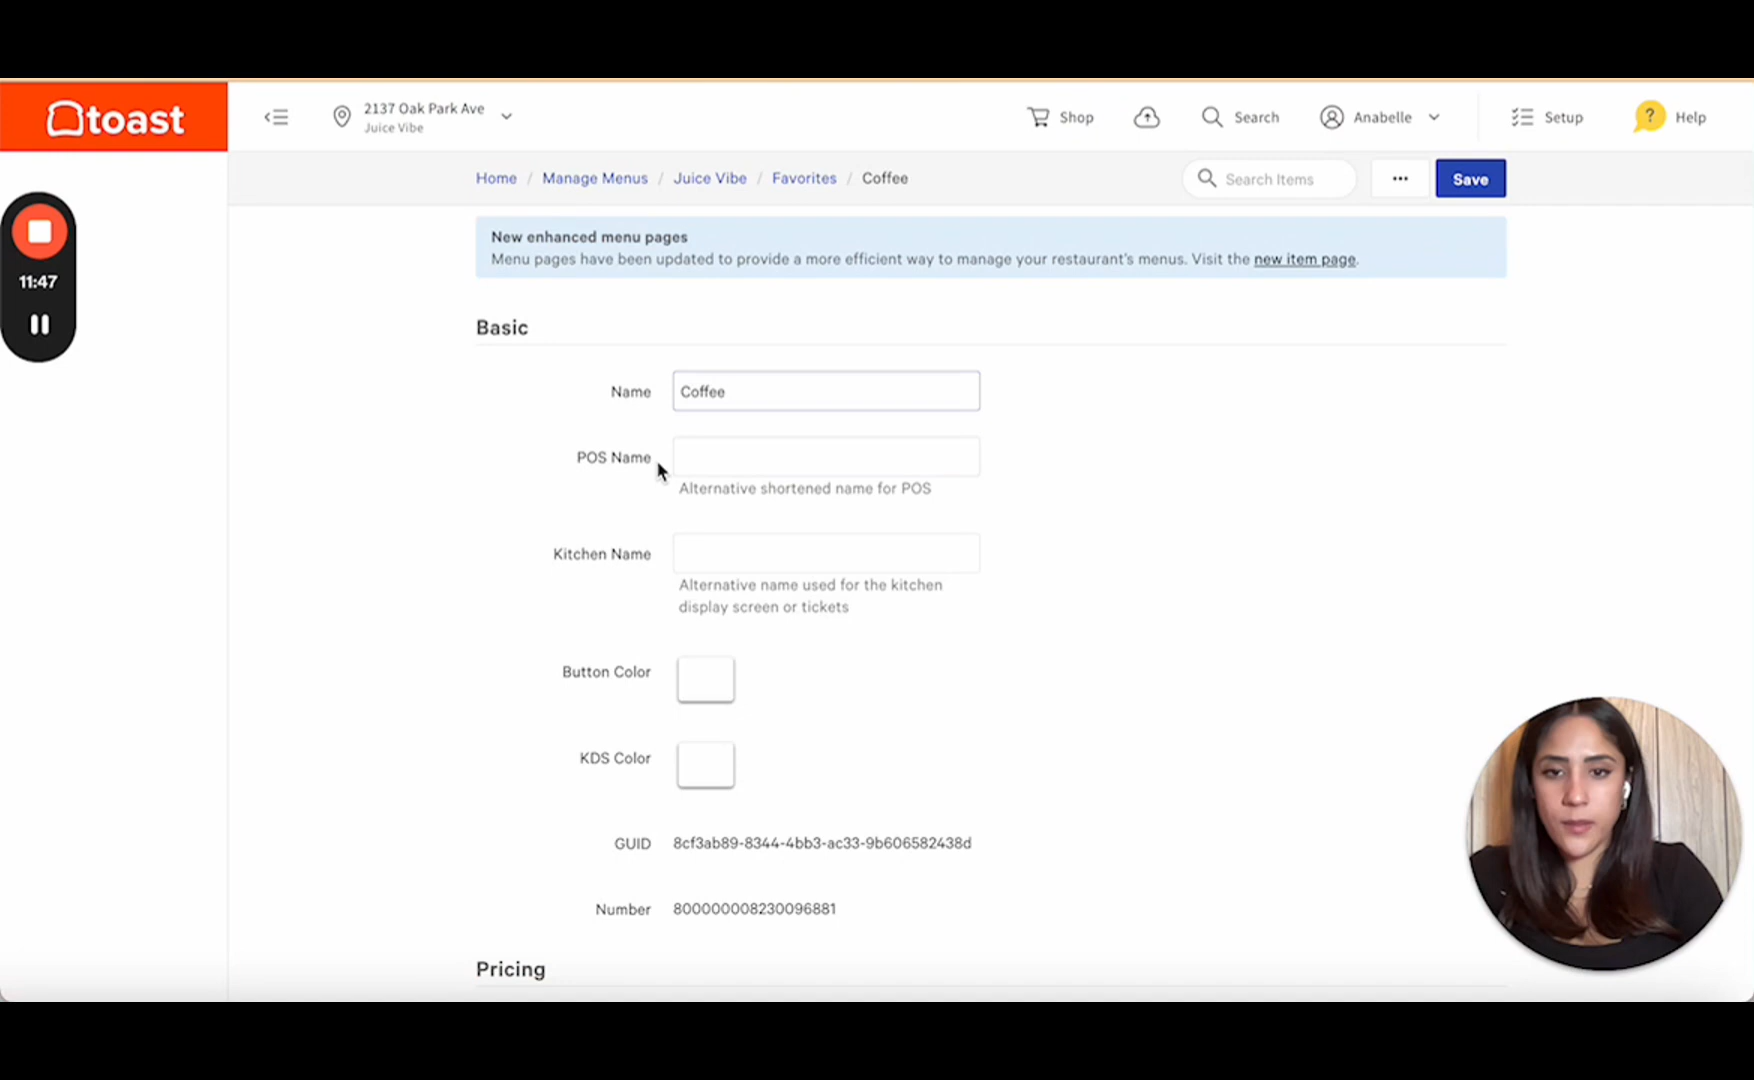 toast
2137 Oak Park Ave
Juice Vibe
Shop
Search
Anabelle
Setup
? Help
Home / Manage Menus / Juice Vibe / Favorites / Coffee
Search Items
...
Save
11:47
New enhanced menu pages
Menu pages have been updated to provide a more efficient way to manage your restaurant's menus. Visit the new item page.
Basic
Name Coffee
POS Name
Alternative shortened name for POS
Kitchen Name
Alternative name used for the kitchen
display screen or tickets
Button Color
KDS Color
GUID 8cf3ab89-8344-4bb3-ac33-9b606582438d
Number 800000008230096881
Pricing